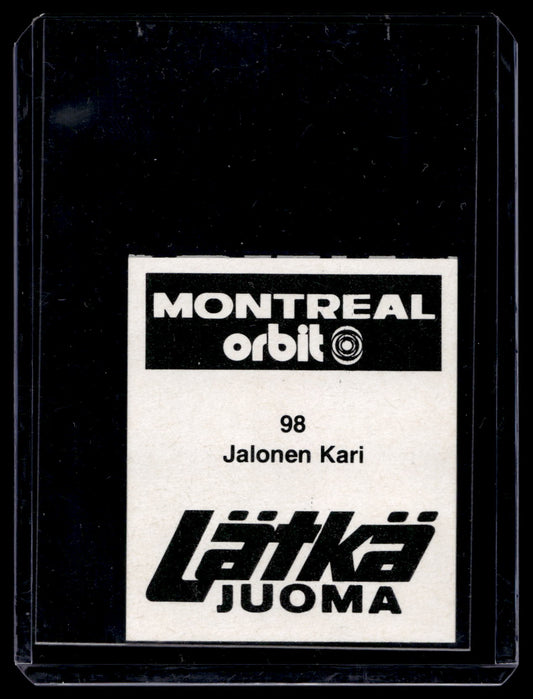 MONTREAL
orbit
98
Jalonen Kari
Lätkä
JUOMA